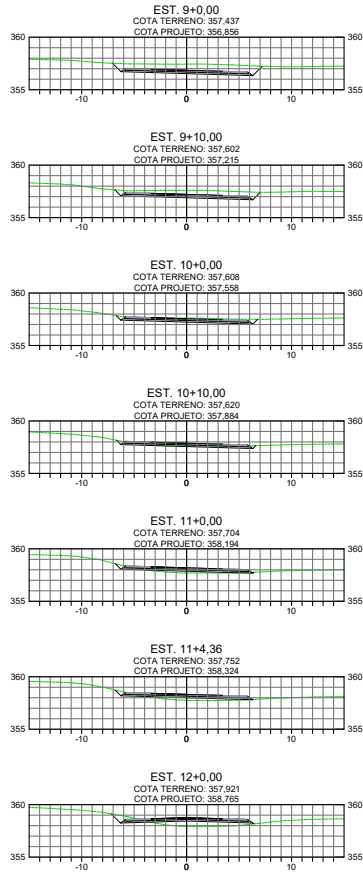 EST. 9+0,00
COTA TERRENO: 357,437
COTA PROJETO: 356,856
360 360
355 355
-10 0 10
EST. 9+10,00
COTA TERRENO: 357,602
COTA PROJETO: 357,215
360 360
355 355
-10 0 10
EST. 10+0,00
COTA TERRENO: 357,608
COTA PROJETO: 357,558
360 360
355 355
-10 0 10
EST. 10+10,00
COTA TERRENO: 357,620
COTA PROJETO: 357,884
360 360
355 355
-10 0 10
EST. 11+0,00
COTA TERRENO: 357,704
COTA PROJETO: 358,194
360 360
355 355
-10 0 10
EST. 11+4,36
COTA TERRENO: 357,752
COTA PROJETO: 358,324
360 360
355 355
-10 0 10
EST. 12+0,00
COTA TERRENO: 357,921
COTA PROJETO: 358,765
360 360
355 355
-10 0 10